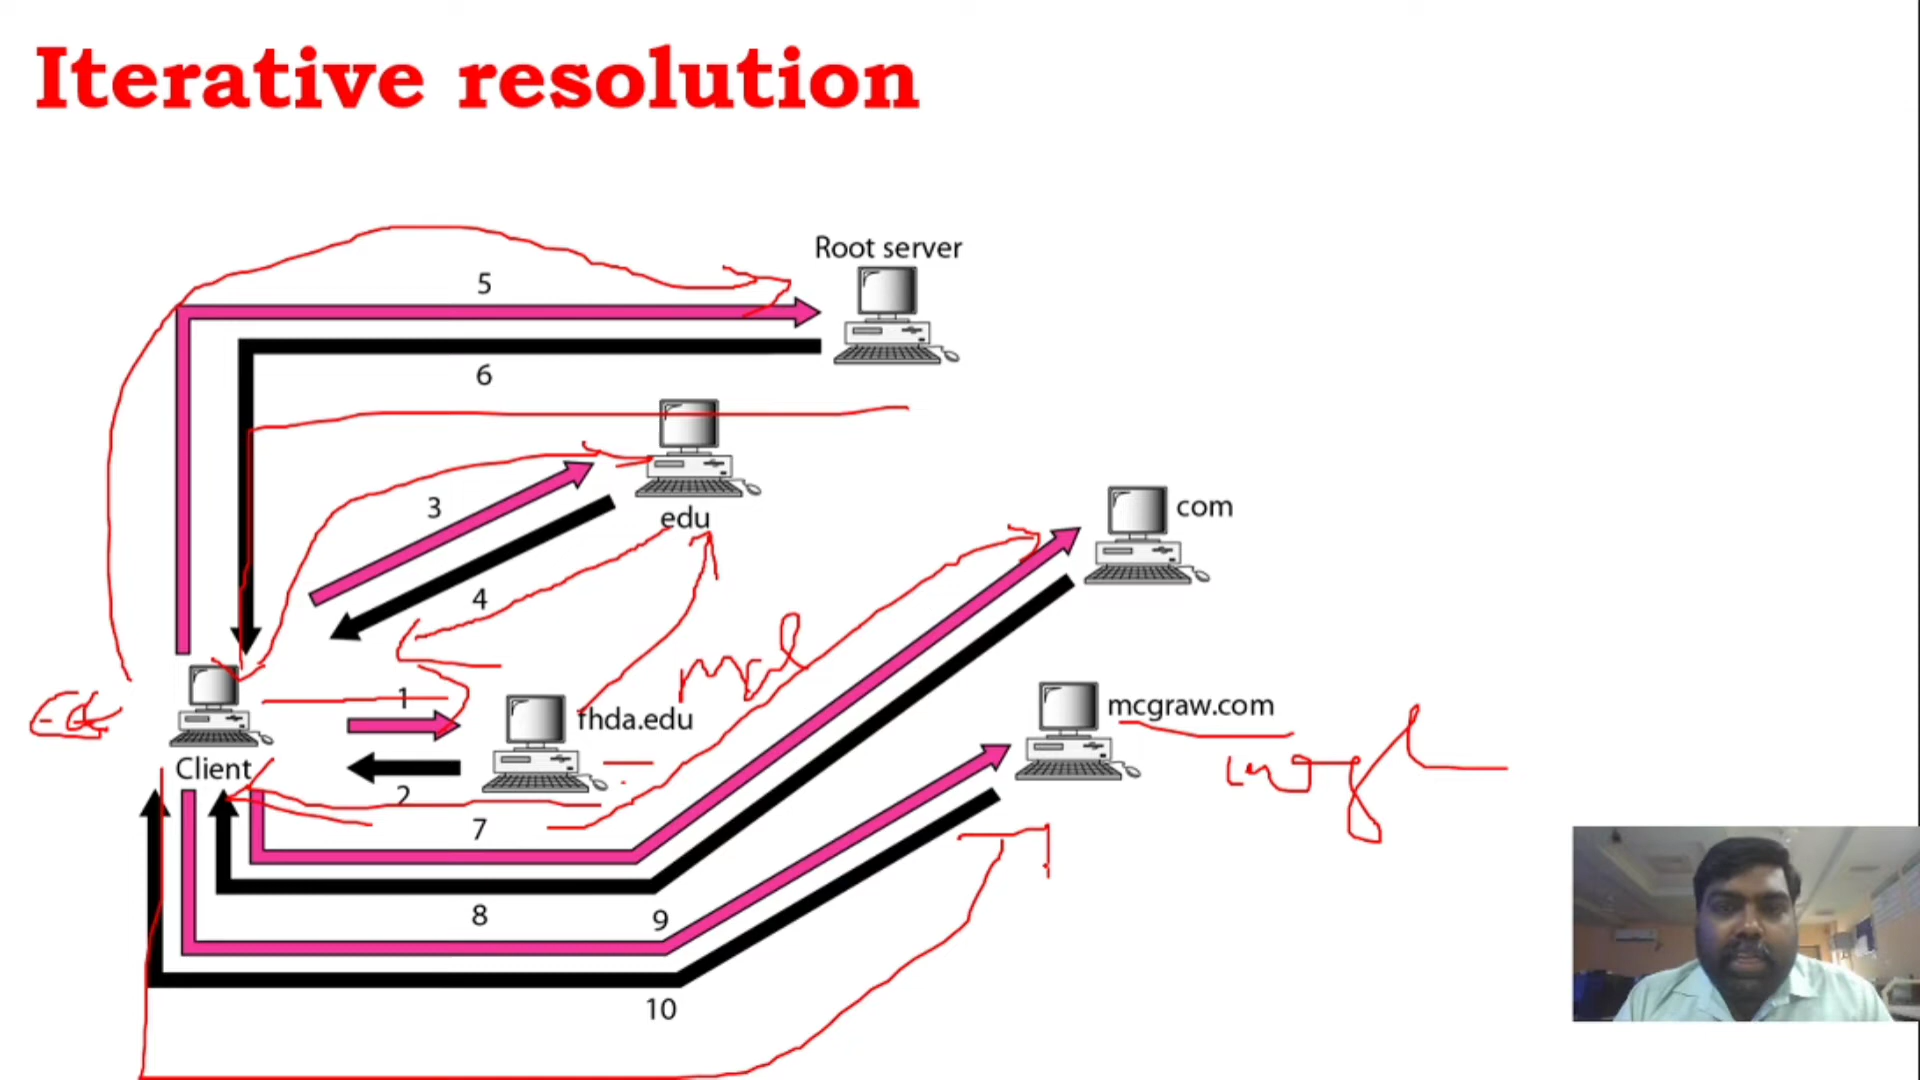 Iterative resolution
Root server
5
6
3
edu
com
4
1
fhda.edu
mcgraw.com
Client
2
7
8
9
10